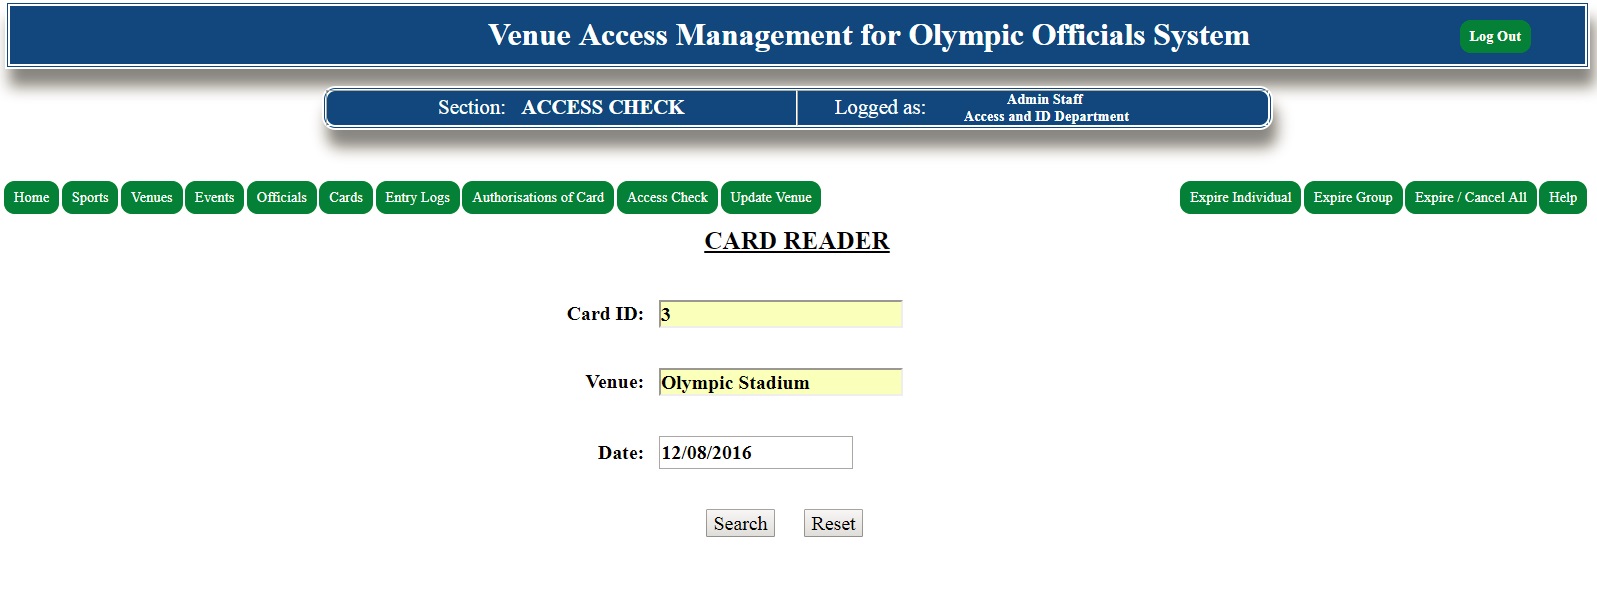 Venue Access Management for Olympic Officials System
Log Out
Section: ACCESS CHECK
Logged as: Admin Staff
Access and ID Department
Home Sports Venues Events Officials Cards Entry Logs Authorisations of Card Access Check Update Venue Expire Individual Expire Group Expire / Cancel All Help
CARD READER
Card ID: 3
Venue: Olympic Stadium
Date: 12/08/2016
Search Reset